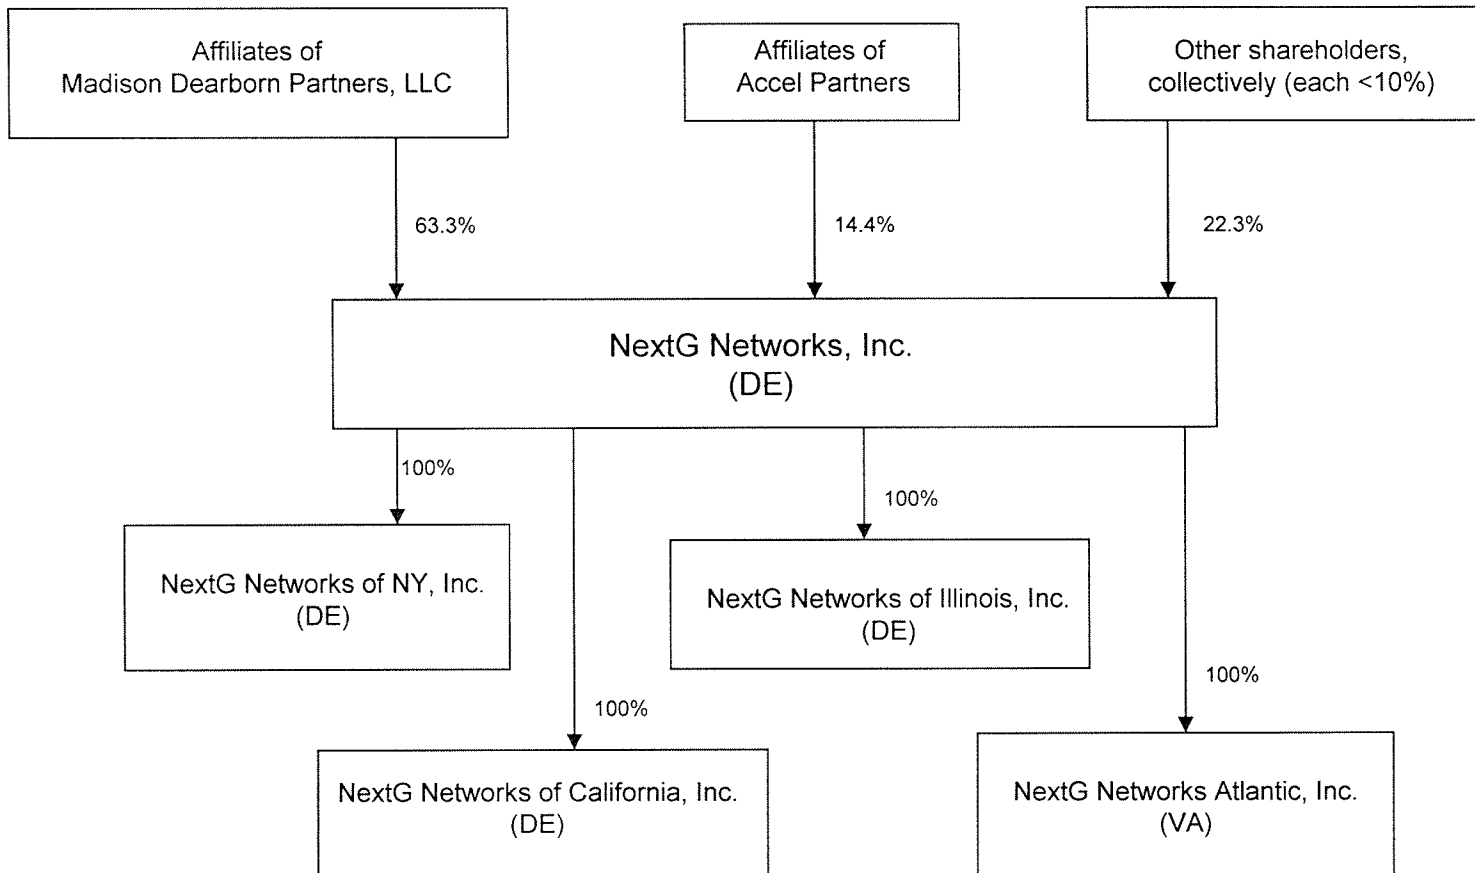 Affiliates of
Madison Dearborn Partners, LLC
Affiliates of
Accel Partners
Other shareholders,
collectively (each <10%)
63.3%
14.4%
22.3%
NextG Networks, Inc.
(DE)
100%
100%
NextG Networks of NY, Inc.
(DE)
NextG Networks of Illinois, Inc.
(DE)
100%
100%
NextG Networks of California, Inc.
(DE)
NextG Networks Atlantic, Inc.
(VA)